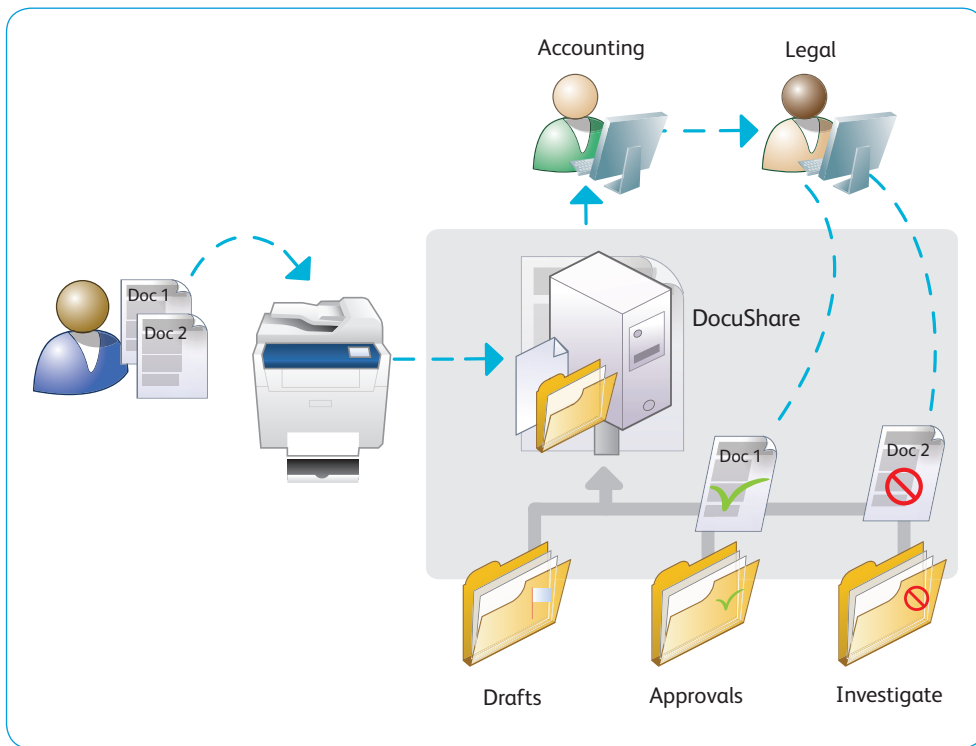 Accounting
Legal
Doc 1
Doc 2
DocuShare
Doc 1
Doc 2
Drafts
Approvals
Investigate